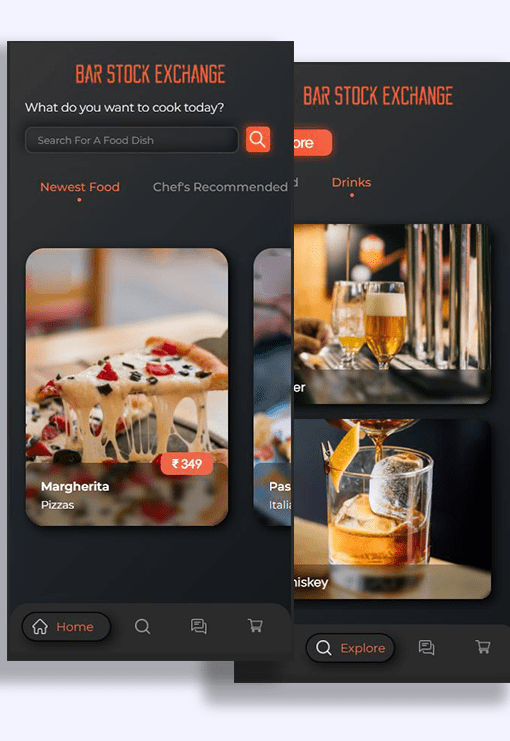 BAR STOCK EXCHANGE
What do you want to cook today?
Search For A Food Dish
Newest Food
Chef's Recommended
₹ 349
Margherita
Pizzas
Pas
Italia
Home
BAR STOCK EXCHANGE
ore
d
Drinks
er
hiskey
Explore